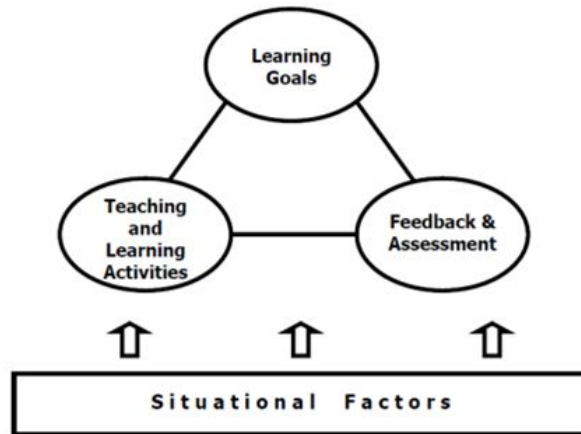 Learning
Goals
Teaching
and
Learning
Activities
Feedback &
Assessment
Situational Factors